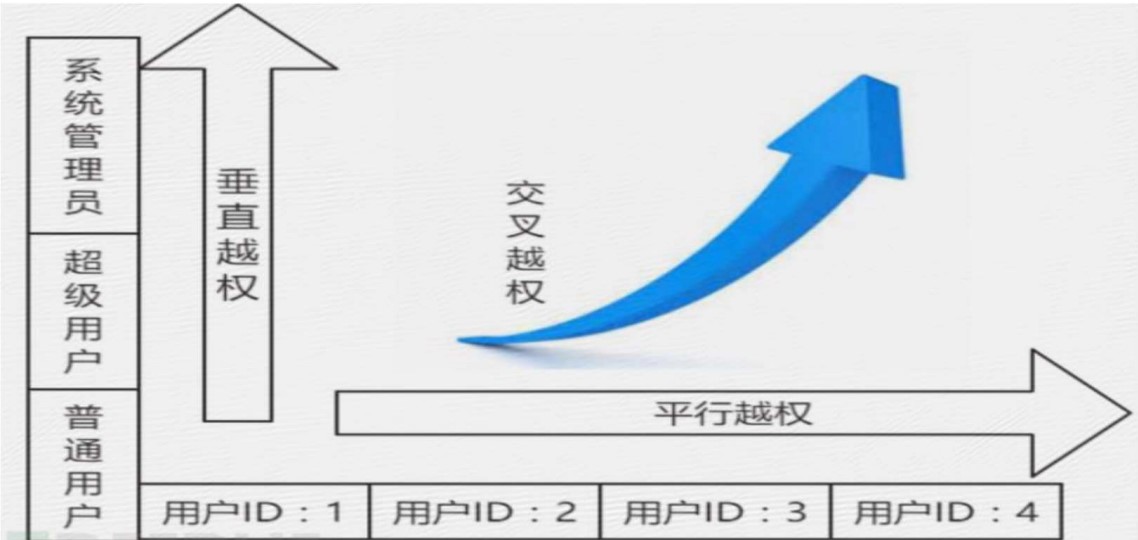 系统管理员
超级用户
普通用户
垂直越权
交叉越权
平行越权
用户ID：1
用户ID：2
用户ID：3
用户ID：4